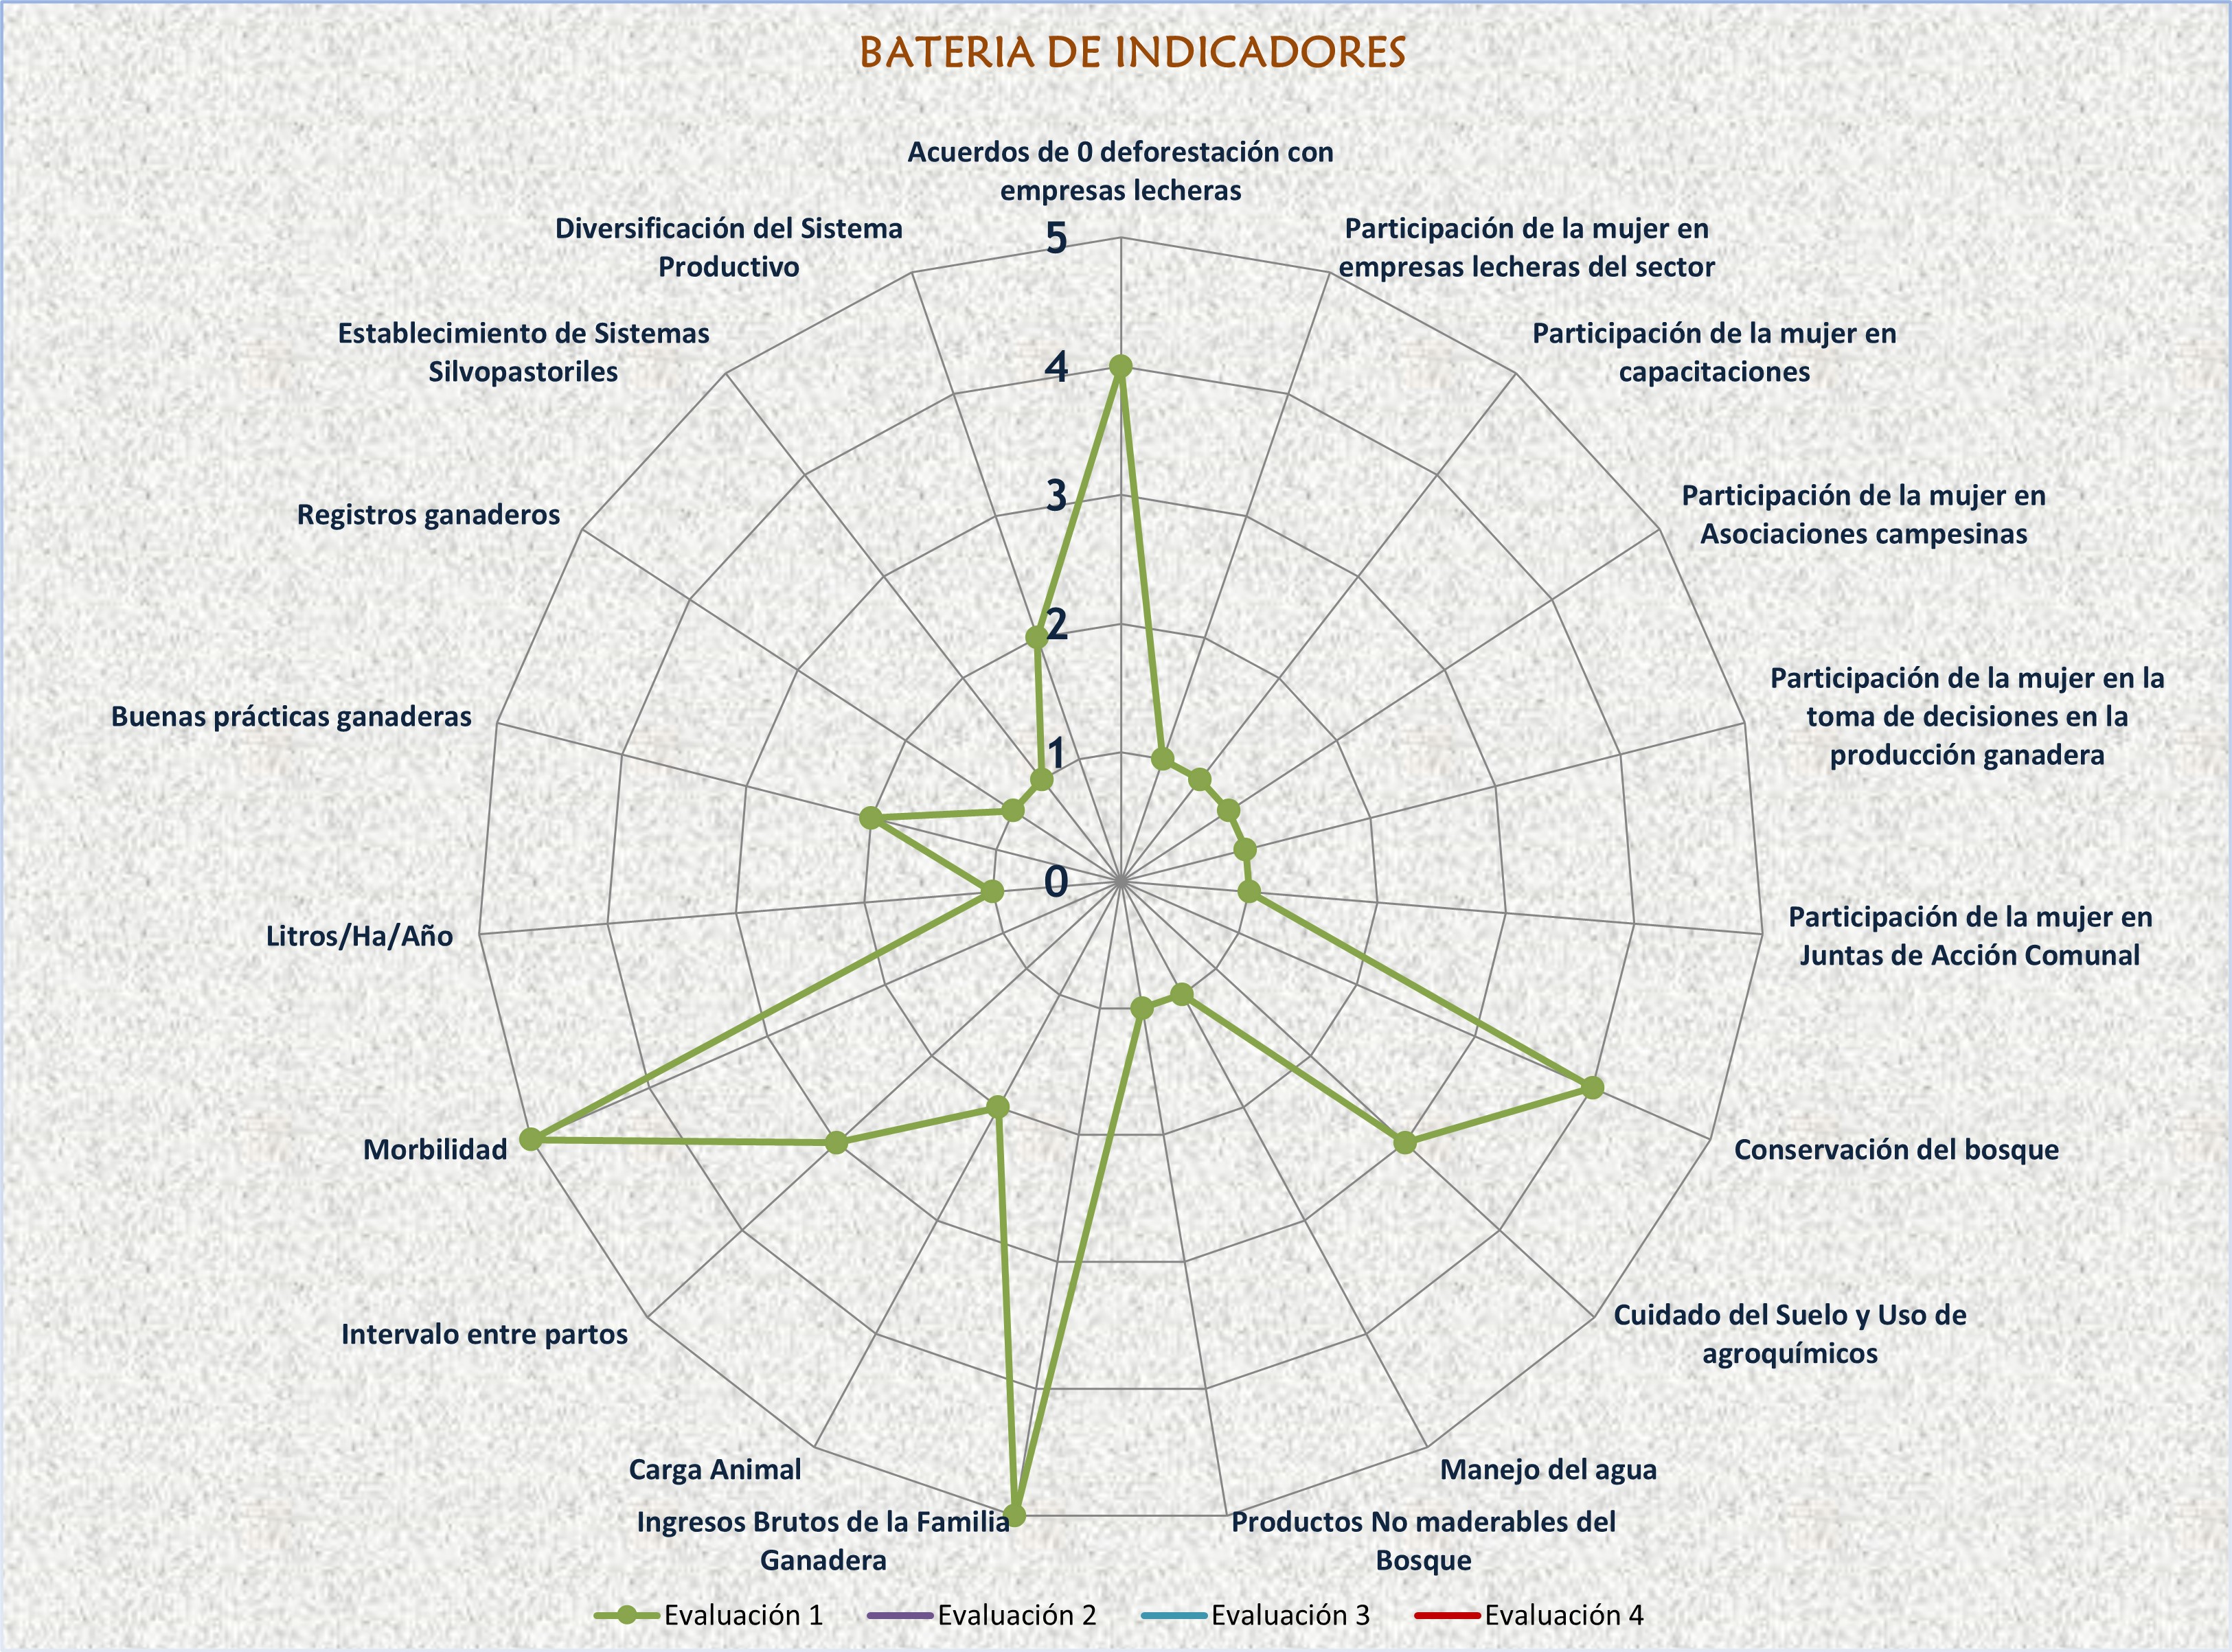 BATERIA DE INDICADORES
Acuerdos de 0 deforestación con
empresas lecheras
Participación de la mujer en
empresas lecheras del sector
Participación de la mujer en
capacitaciones
Participación de la mujer en
Asociaciones campesinas
Participación de la mujer en la
toma de decisiones en la
producción ganadera
Participación de la mujer en
Juntas de Acción Comunal
Conservación del bosque
Cuidado del Suelo y Uso de
agroquímicos
Manejo del agua
Productos No maderables del
Bosque
Ingresos Brutos de la Familia
Ganadera
Carga Animal
Intervalo entre partos
Morbilidad
Litros/Ha/Año
Buenas prácticas ganaderas
Registros ganaderos
Establecimiento de Sistemas
Silvopastoriles
Diversificación del Sistema
Productivo
5
4
3
2
1
0
Evaluación 1
Evaluación 2
Evaluación 3
Evaluación 4